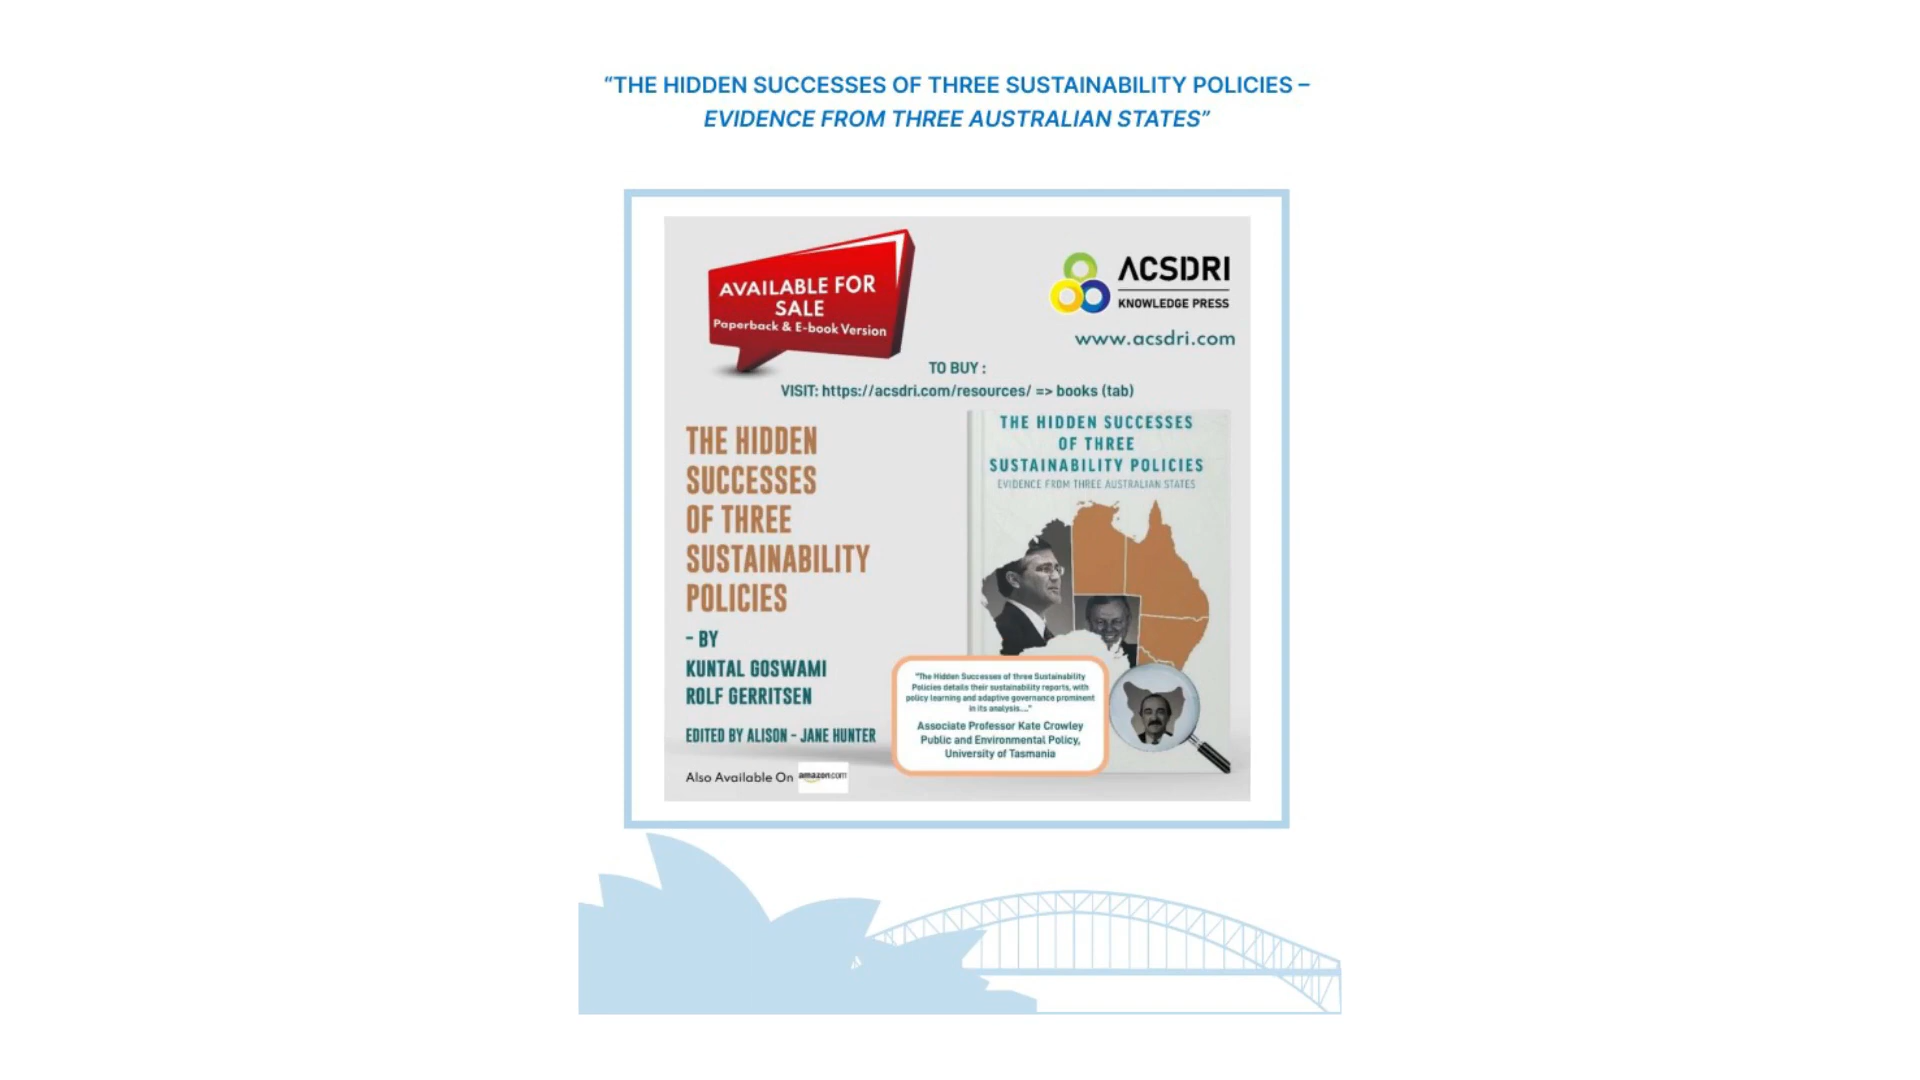 “THE HIDDEN SUCCESSES OF THREE SUSTAINABILITY POLICIES –
EVIDENCE FROM THREE AUSTRALIAN STATES”
AVAILABLE FOR
SALE
Paperback & E-book Version
ACSDRI
KNOWLEDGE PRESS
www.acsdri.com
TO BUY :
VISIT: https://acsdri.com/resources/ => books (tab)
THE HIDDEN
SUCCESSES
OF THREE
SUSTAINABILITY
POLICIES
- BY
KUNTAL GOSWAMI
ROLF GERRITSEN
EDITED BY ALISON - JANE HUNTER
Also Available On amazon.com
THE HIDDEN SUCCESSES
OF THREE
SUSTAINABILITY POLICIES
EVIDENCE FROM THREE AUSTRALIAN STATES
"The Hidden Successes of three Sustainability
Policies details their sustainability reports, with
policy learning and adaptive governance prominent
in its analysis...."
Associate Professor Kate Crowley
Public and Environmental Policy,
University of Tasmania